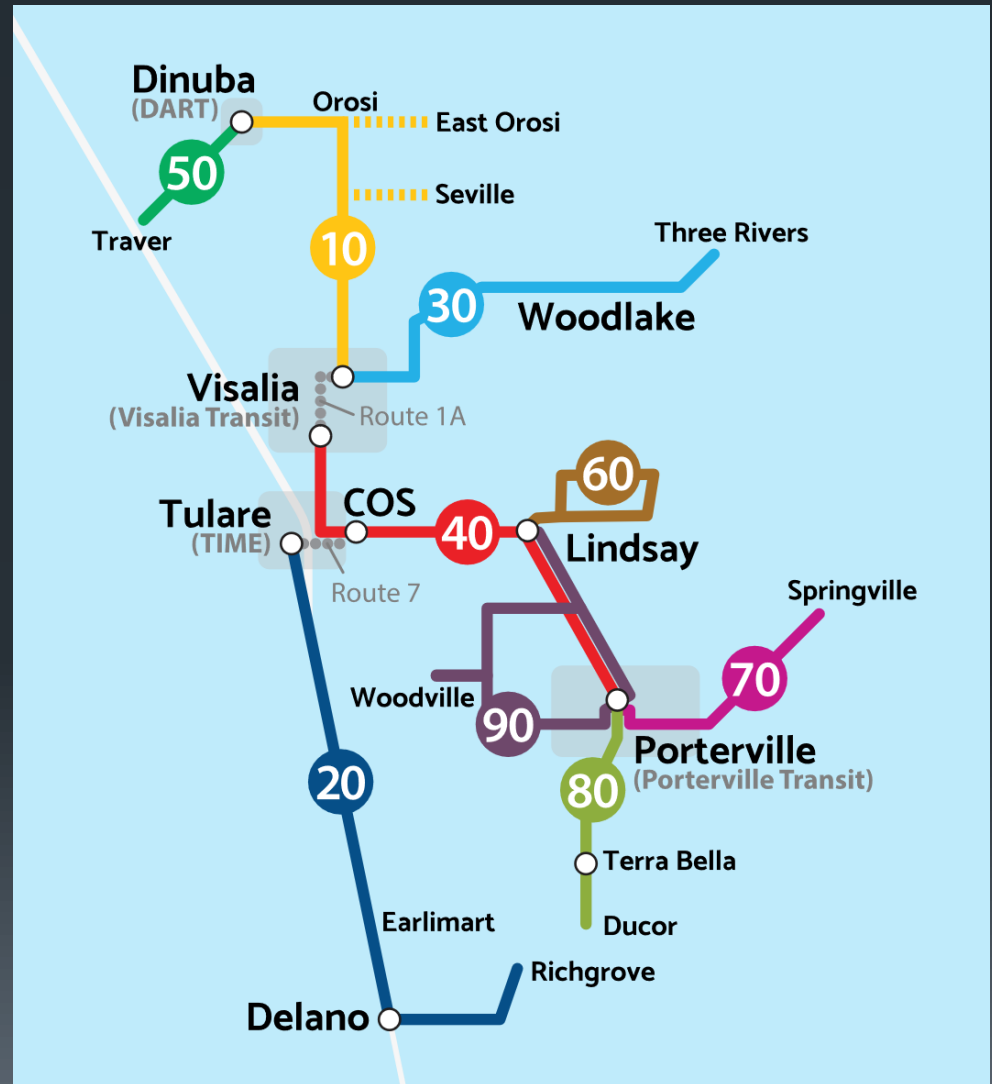 Dinuba
(DART)
Orosi
East Orosi
50
Seville
Traver
10
Three Rivers
30
Woodlake
Visalia
(Visalia Transit)
Route 1A
60
COS
Tulare
(TIME)
40
Lindsay
Route 7
Springville
70
Woodville
90
Porterville
(Porterville Transit)
20
80
Terra Bella
Earlimart
Ducor
Richgrove
Delano